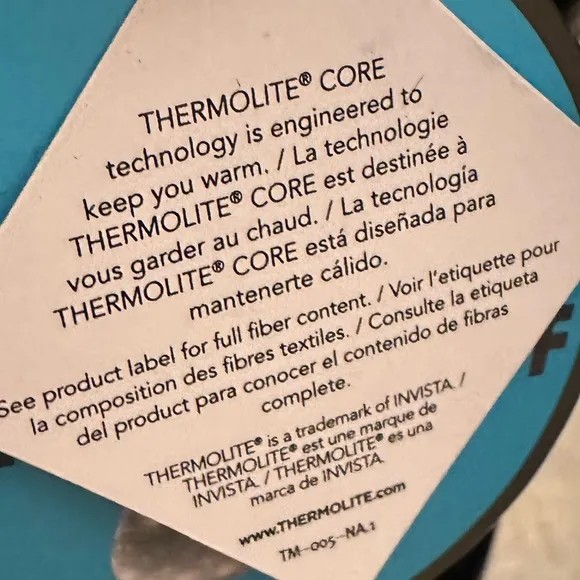 THERMOLITE® CORE
technology is engineered to
keep you warm. / La technologie
THERMOLITE® CORE est destinée à
vous garder au chaud. / La tecnología
THERMOLITE® CORE está diseñada para
mantenerte cálido.
See product label for full fiber content. / Voir l'etiquette pour
la composition des fibres textiles. / Consulte la etiqueta
del product para conocer el contenido de fibras
complete.
THERMOLITE® is a trademark of INVISTA. /
THERMOLITE® est une marque de
INVISTA. / THERMOLITE® es una
marca de INVISTA.
www.THERMOLITE.com
TM-005-NA.1